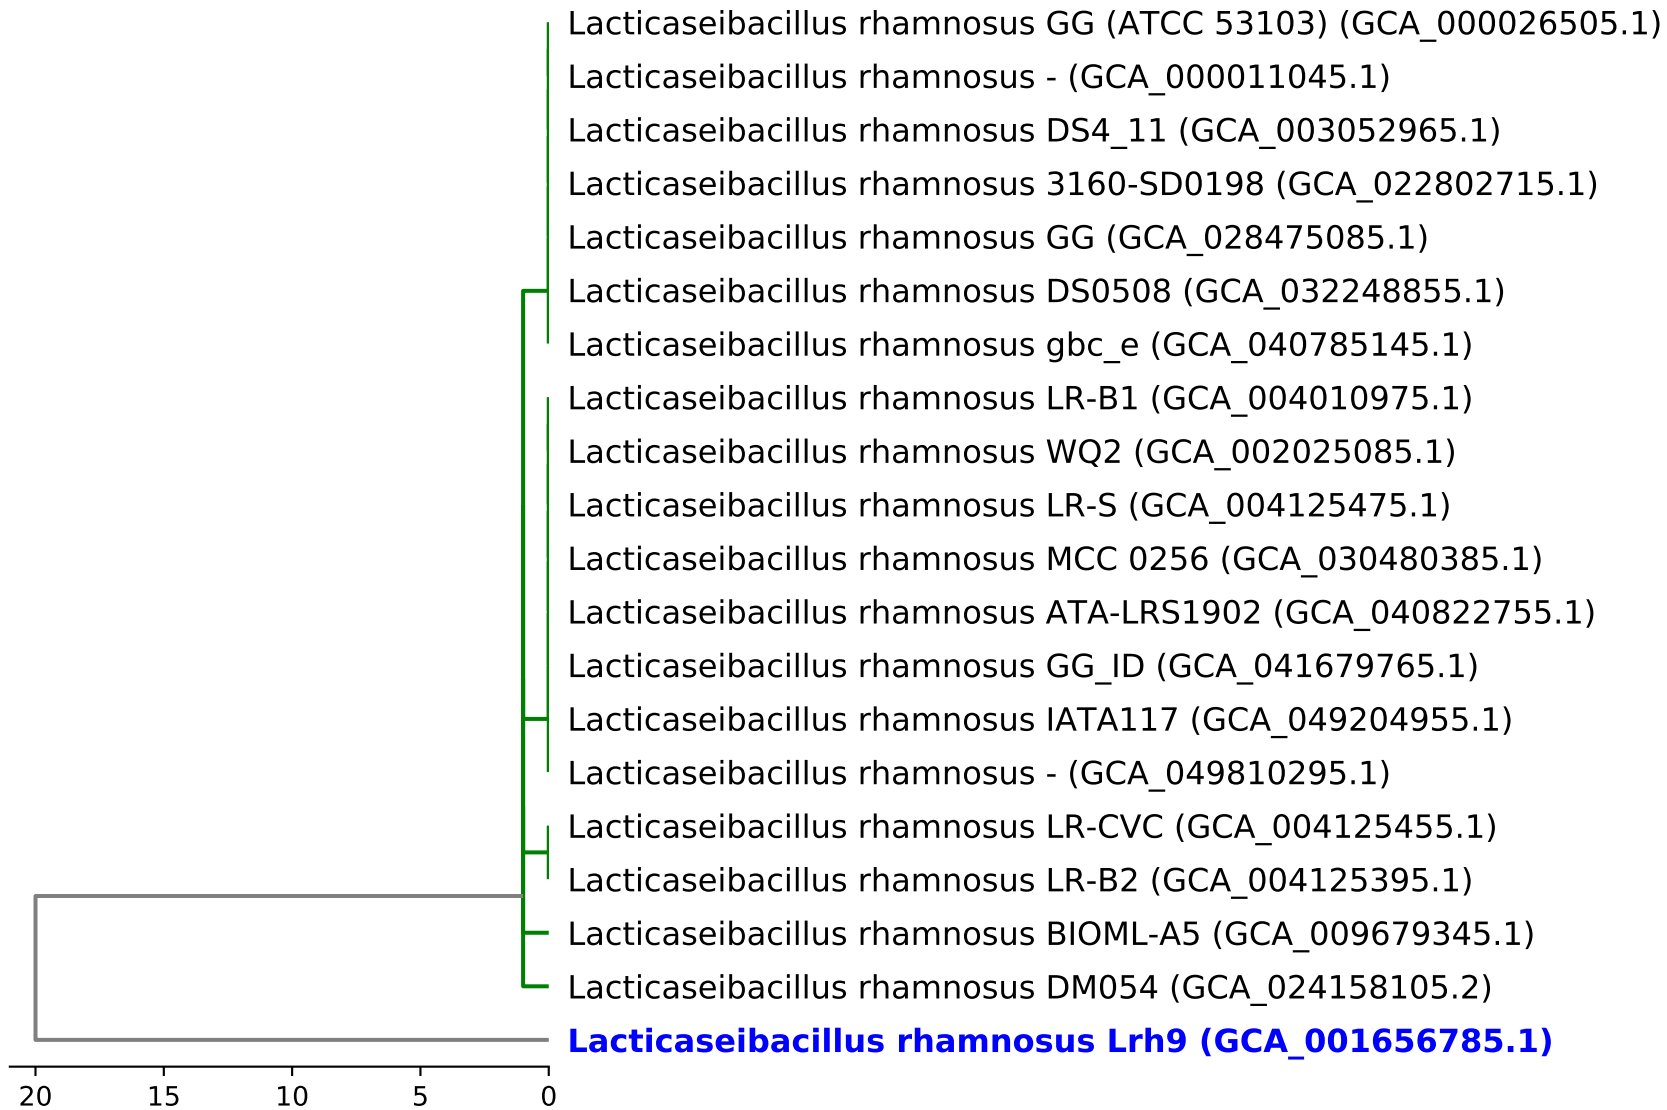 Lacticaseibacillus rhamnosus GG (ATCC 53103) (GCA_000026505.1)
Lacticaseibacillus rhamnosus - (GCA_000011045.1)
Lacticaseibacillus rhamnosus DS4_11 (GCA_003052965.1)
Lacticaseibacillus rhamnosus 3160-SD0198 (GCA_022802715.1)
Lacticaseibacillus rhamnosus GG (GCA_028475085.1)
Lacticaseibacillus rhamnosus DS0508 (GCA_032248855.1)
Lacticaseibacillus rhamnosus gbc_e (GCA_040785145.1)
Lacticaseibacillus rhamnosus LR-B1 (GCA_004010975.1)
Lacticaseibacillus rhamnosus WQ2 (GCA_002025085.1)
Lacticaseibacillus rhamnosus LR-S (GCA_004125475.1)
Lacticaseibacillus rhamnosus MCC 0256 (GCA_030480385.1)
Lacticaseibacillus rhamnosus ATA-LRS1902 (GCA_040822755.1)
Lacticaseibacillus rhamnosus GG_ID (GCA_041679765.1)
Lacticaseibacillus rhamnosus IATA117 (GCA_049204955.1)
Lacticaseibacillus rhamnosus - (GCA_049810295.1)
Lacticaseibacillus rhamnosus LR-CVC (GCA_004125455.1)
Lacticaseibacillus rhamnosus LR-B2 (GCA_004125395.1)
Lacticaseibacillus rhamnosus BIOML-A5 (GCA_009679345.1)
Lacticaseibacillus rhamnosus DM054 (GCA_024158105.2)
Lacticaseibacillus rhamnosus Lrh9 (GCA_001656785.1)
20 15 10 5 0